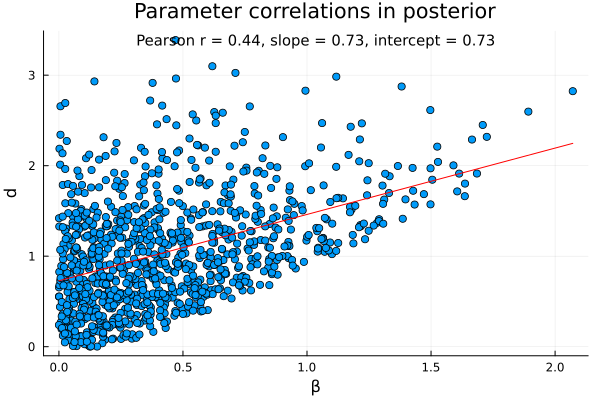 Parameter correlations in posterior
Pearson r = 0.44, slope = 0.73, intercept = 0.73
3
2
d
1
0
0.0 0.5 1.0 1.5 2.0
β